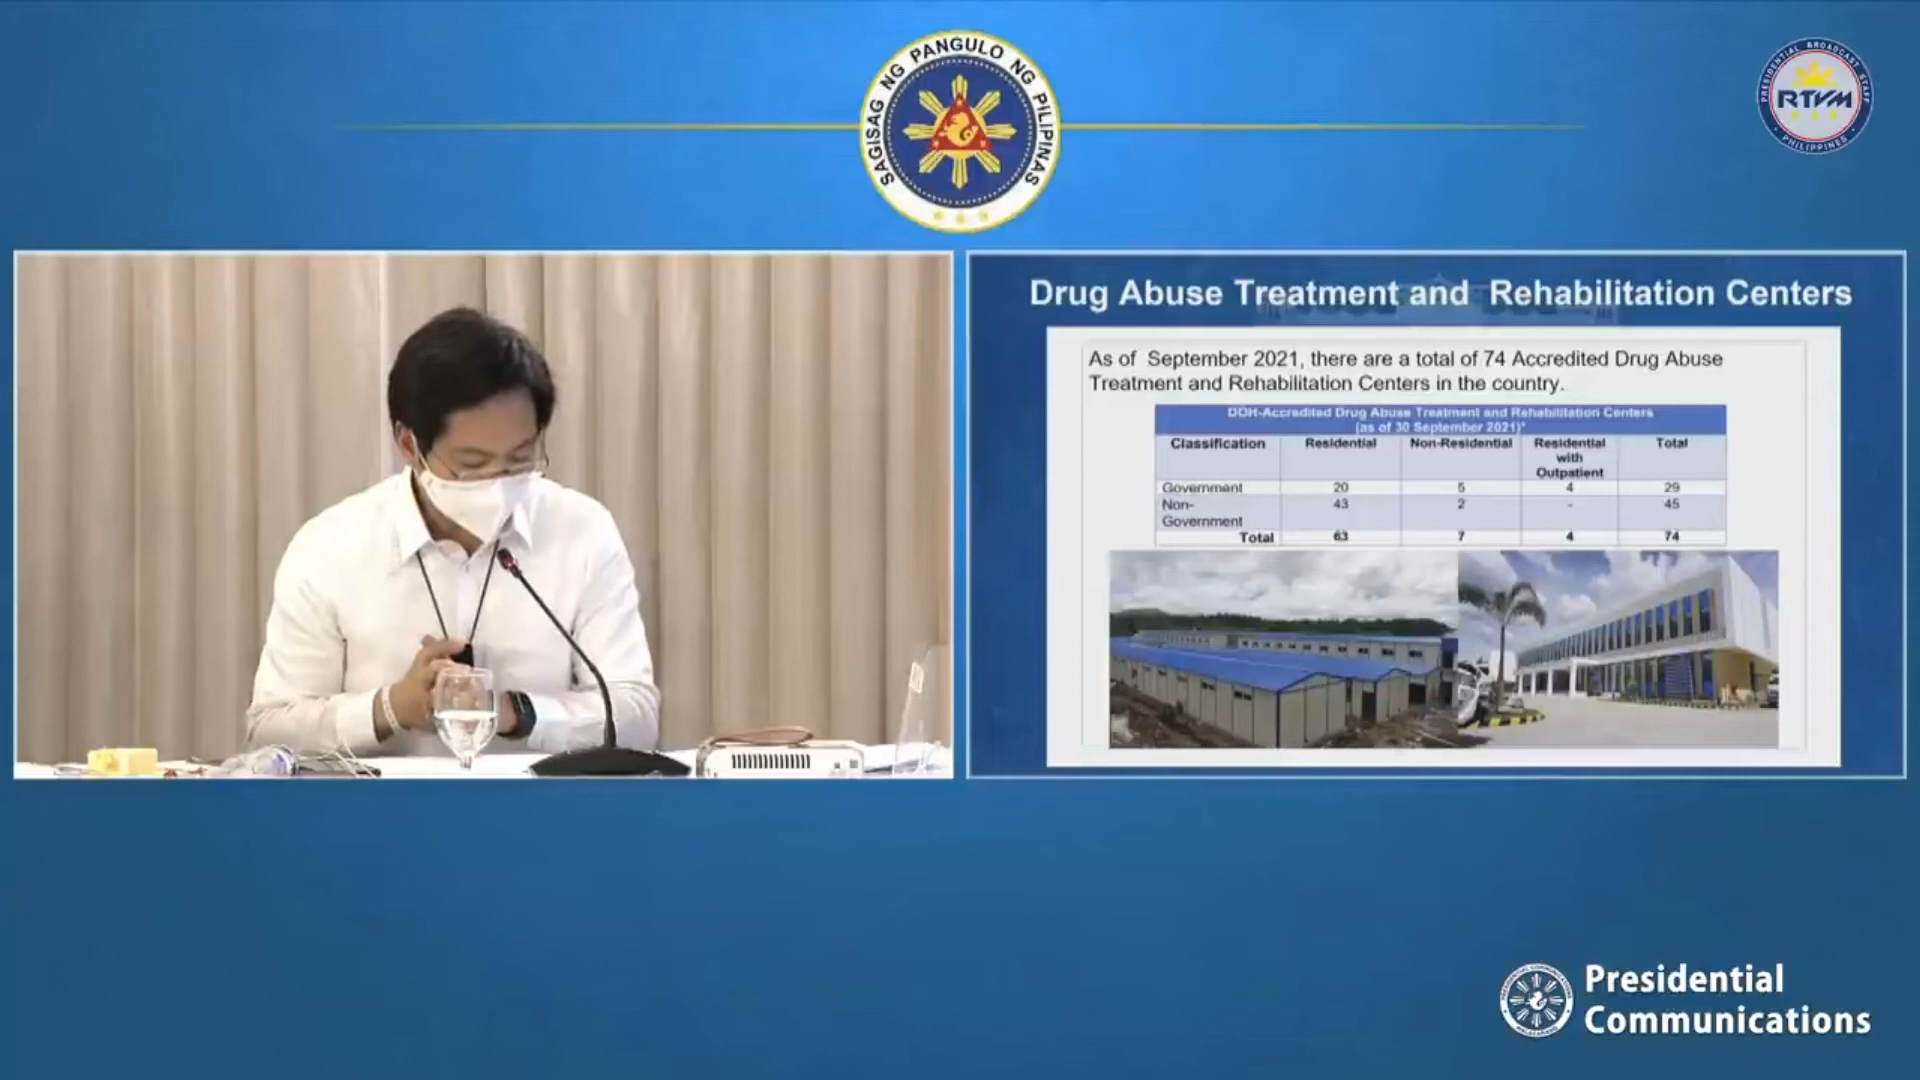 SAGISAG NG PANGULO NG PILIPINAS
PRESIDENTIAL BROADCAST STAFF
RTVM
PHILIPPINES
Drug Abuse Treatment and Rehabilitation Centers
As of September 2021, there are a total of 74 Accredited Drug Abuse
Treatment and Rehabilitation Centers in the country.
DOH-Accredited Drug Abuse Treatment and Rehabilitation Centers
(as of 30 September 2021)*
Classification Residential Non-Residential Residential with Outpatient Total
Government 20 5 4 29
Non-Government 43 2 - 45
Total 63 7 4 74
Presidential
Communications